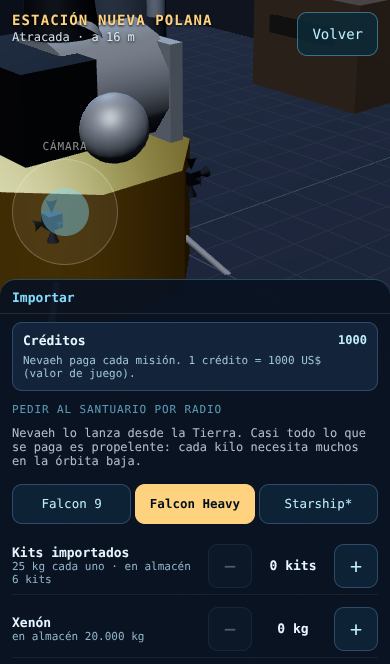 ESTACIÓN NUEVA POLANA
Atracada · a 16 m
Volver
CÁMARA
Importar
Créditos
1000
Nevaeh paga cada misión. 1 crédito = 1000 US$
(valor de juego).
PEDIR AL SANTUARIO POR RADIO
Nevaeh lo lanza desde la Tierra. Casi todo lo que
se paga es propelente: cada kilo necesita muchos
en la órbita baja.
Falcon 9
Falcon Heavy
Starship*
Kits importados
25 kg cada uno · en almacén
6 kits
−
0 kits
+
Xenón
en almacén 20.000 kg
−
0 kg
+